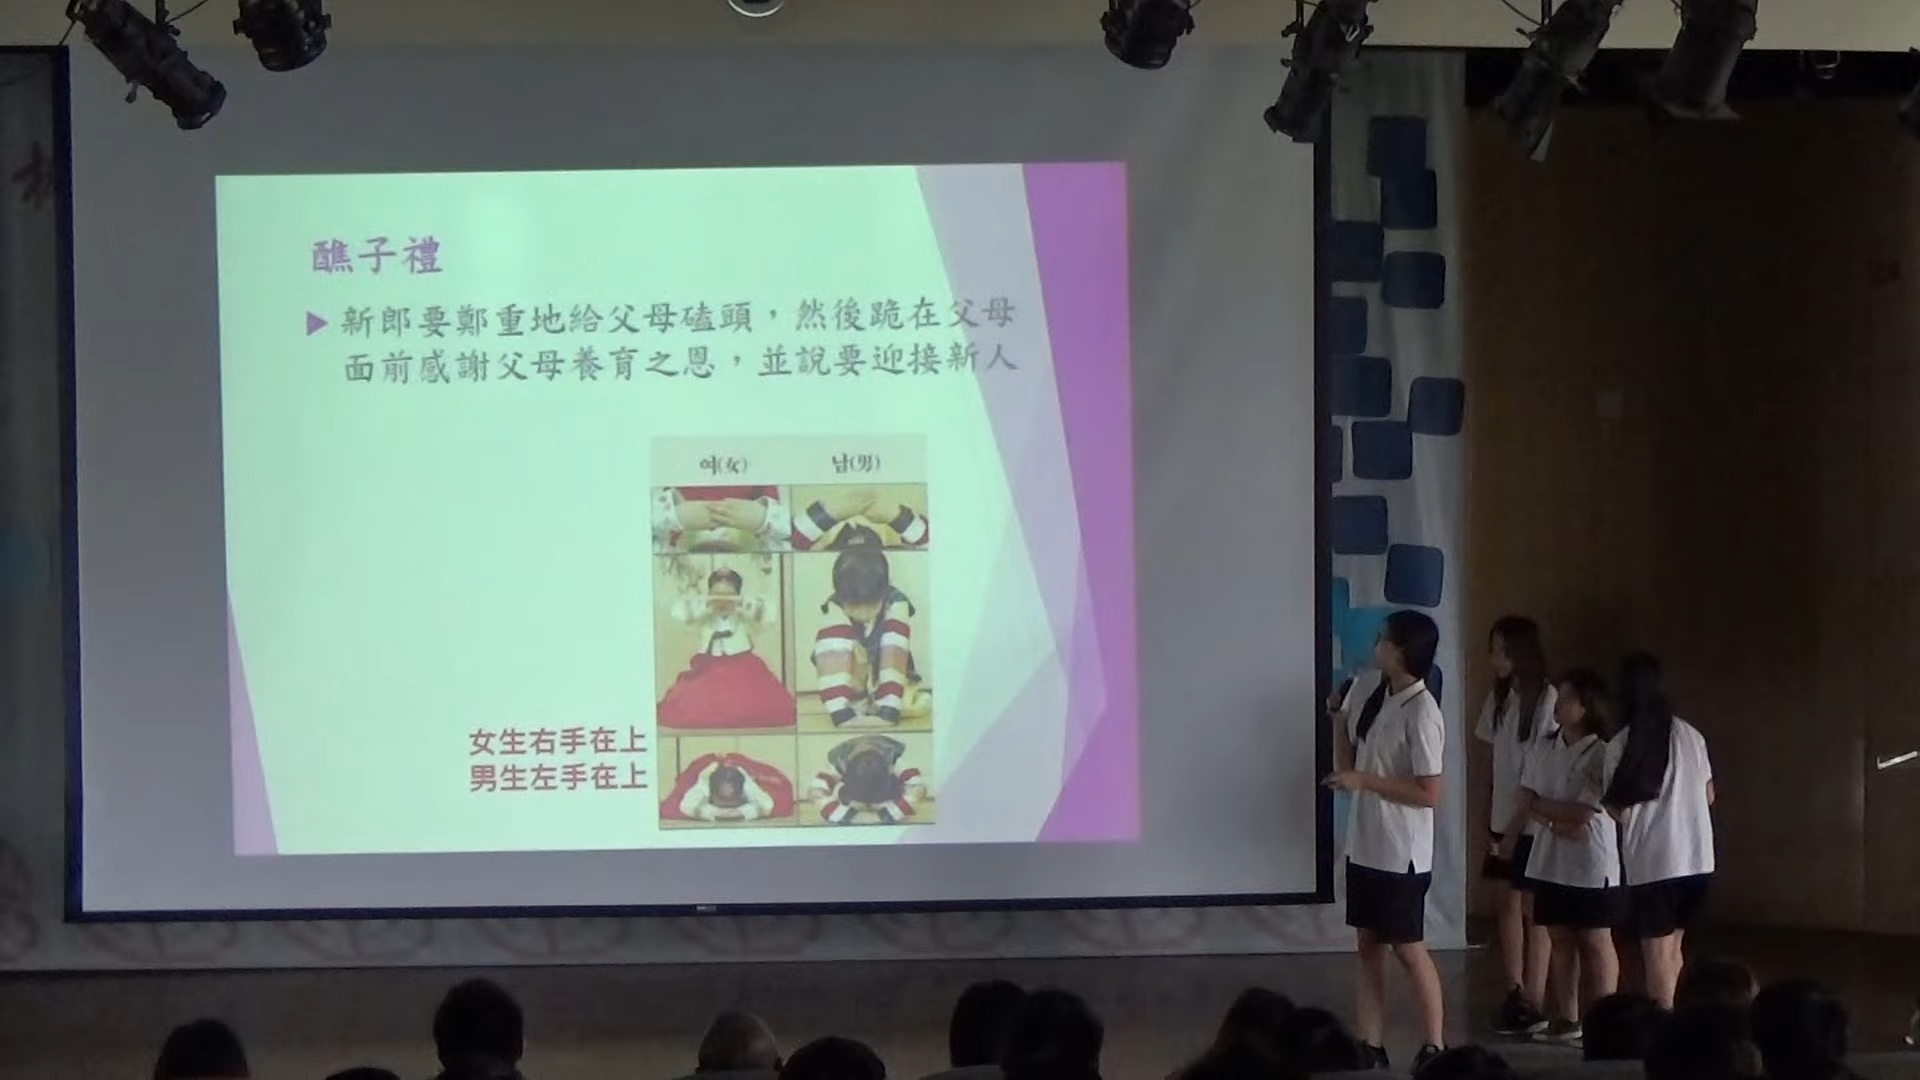 醮子禮
新郎要鄭重地給父母磕頭，然後跪在父母
面前感謝父母養育之恩，並說要迎接新人
여(女) 남(男)
女生右手在上
男生左手在上